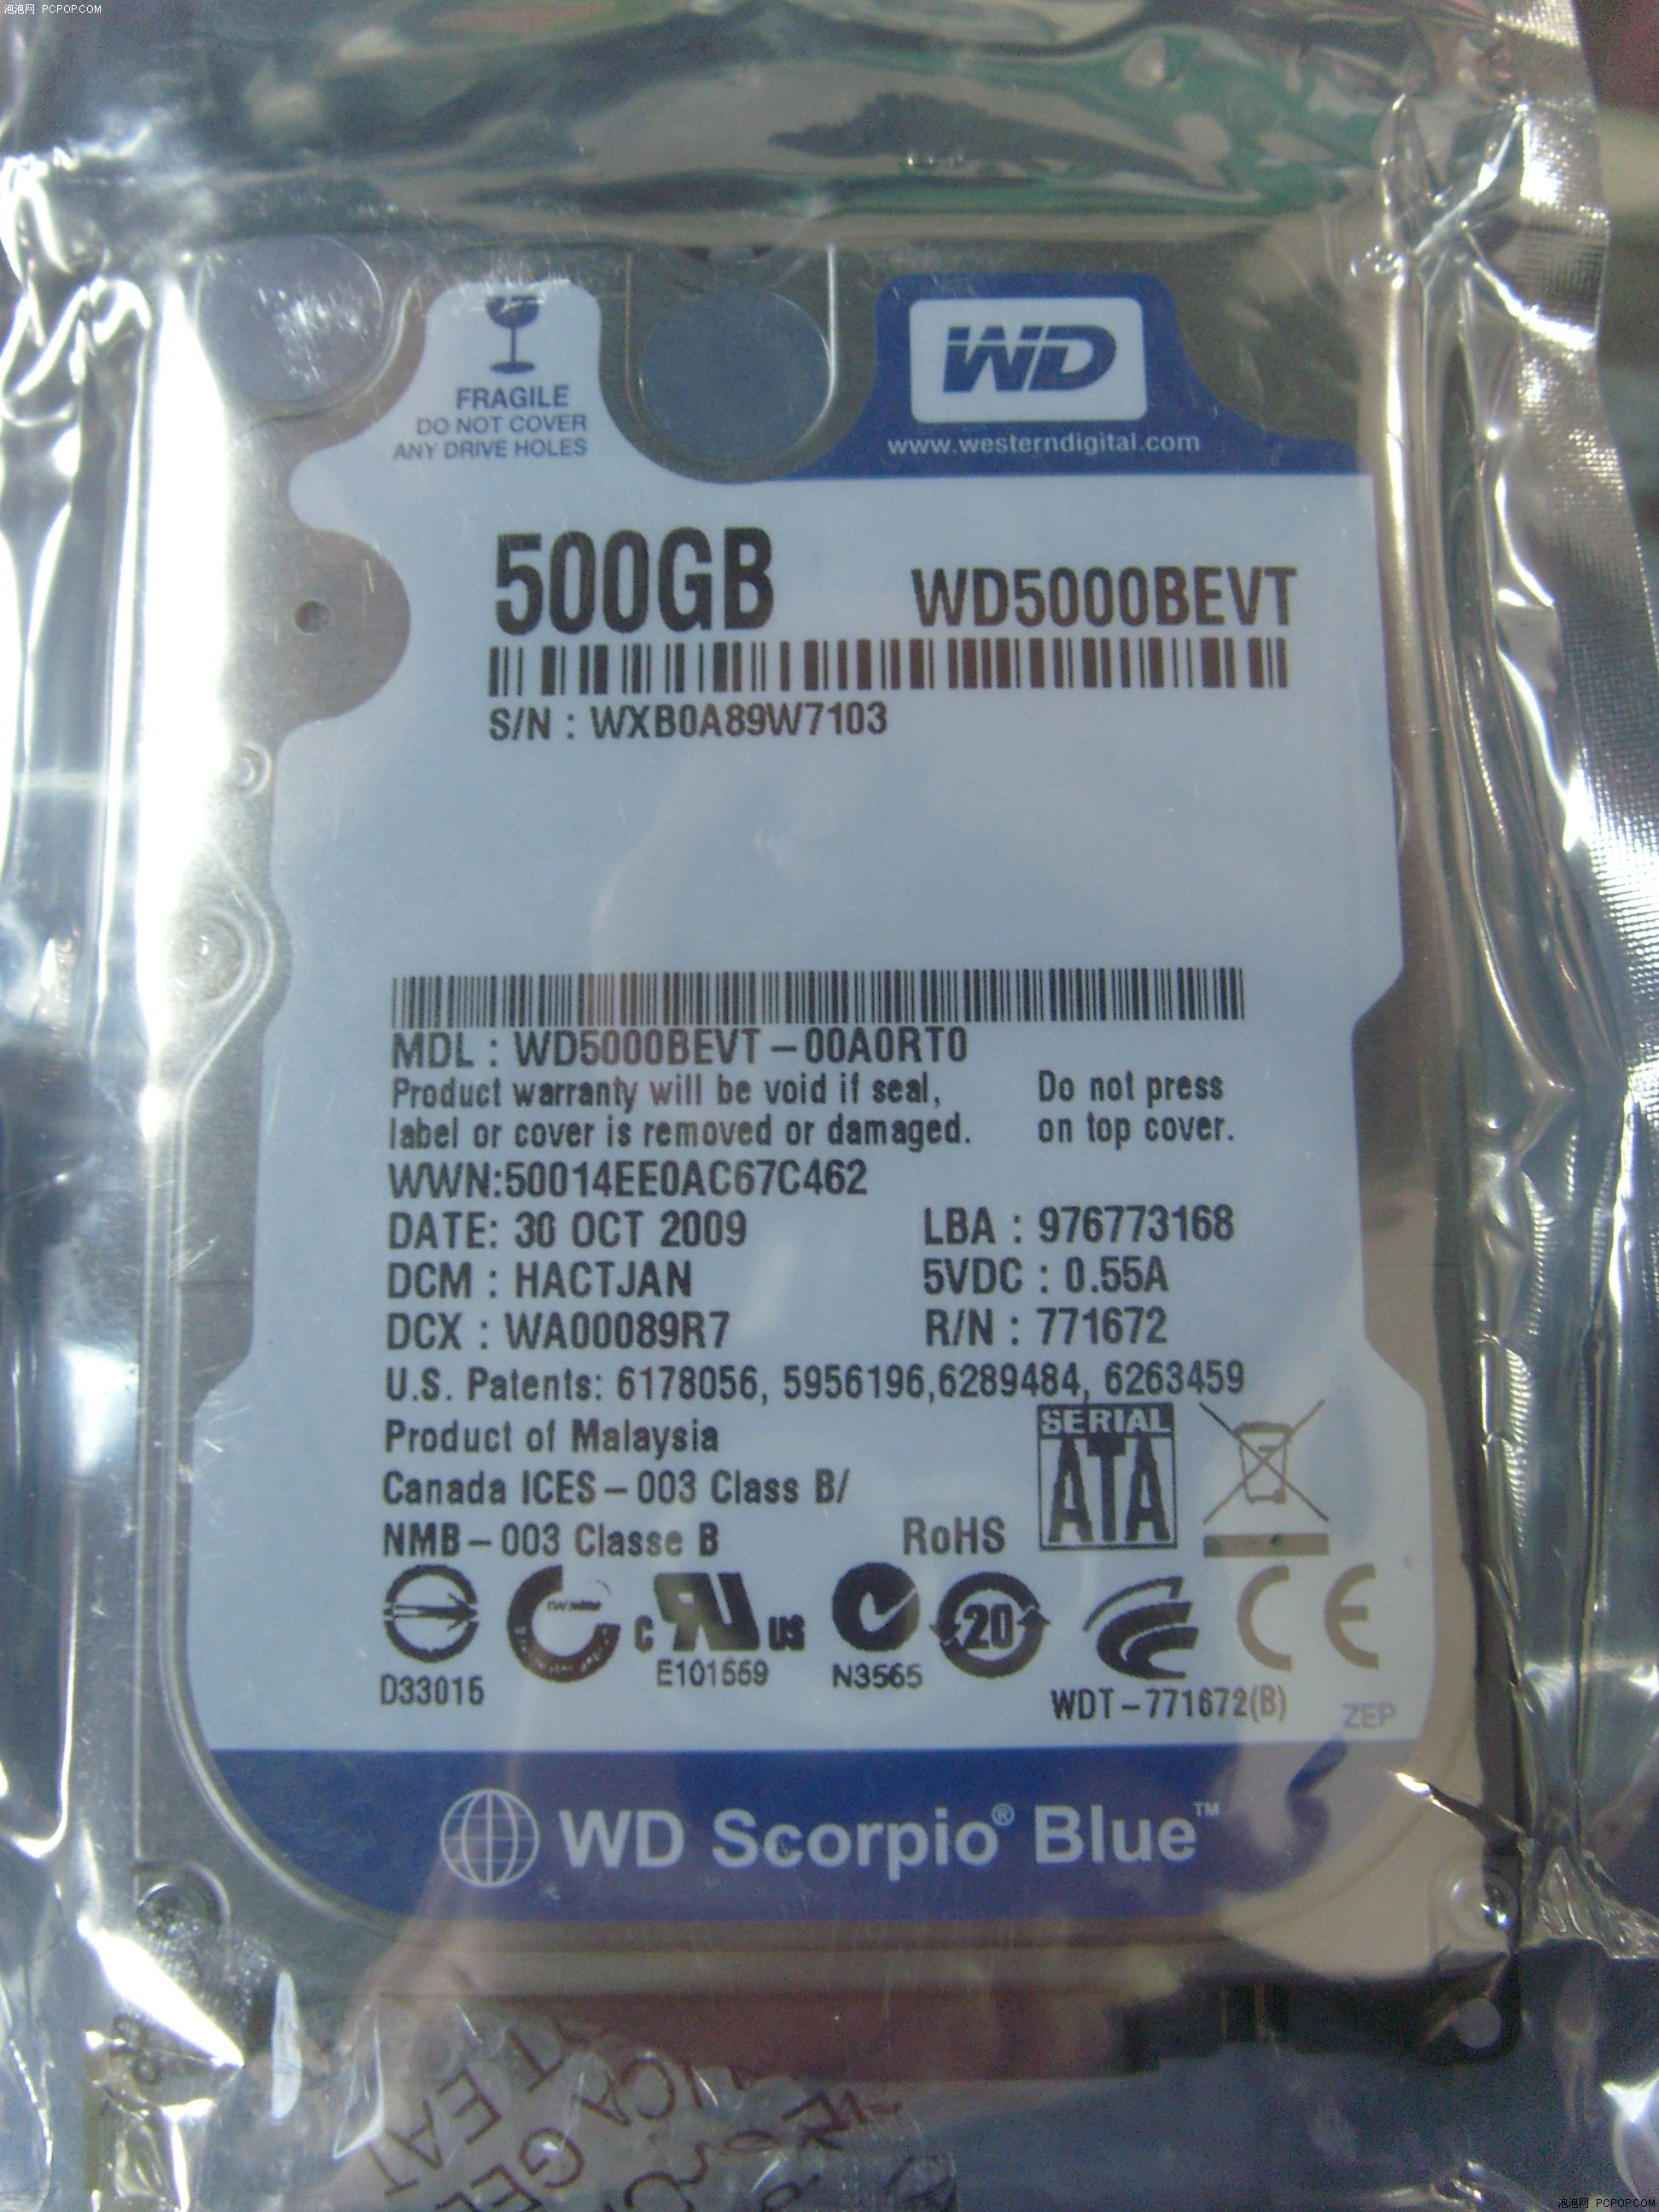 泡泡网 PCPOP.COM
FRAGILE
DO NOT COVER
ANY DRIVE HOLES
WD
www.westerndigital.com
500GB WD5000BEVT
S/N : WXB0A89W7103
MDL : WD5000BEVT-00A0RT0
Product warranty will be void if seal, Do not press
label or cover is removed or damaged. on top cover.
WWN:50014EE0AC67C462
DATE: 30 OCT 2009 LBA : 976773168
DCM : HACTJAN 5VDC : 0.55A
DCX : WA00089R7 R/N : 771672
U.S. Patents: 6178056, 5956196,6289484, 6263459
Product of Malaysia
SERIAL
ATA
Canada ICES-003 Class B/
NMB-003 Classe B RoHS
C US 20 CE
D33015 E101559 N3565
WDT-771672(B) ZEP
WD Scorpio® Blue™
GEL
EAT
泡泡网 PCPOP.COM